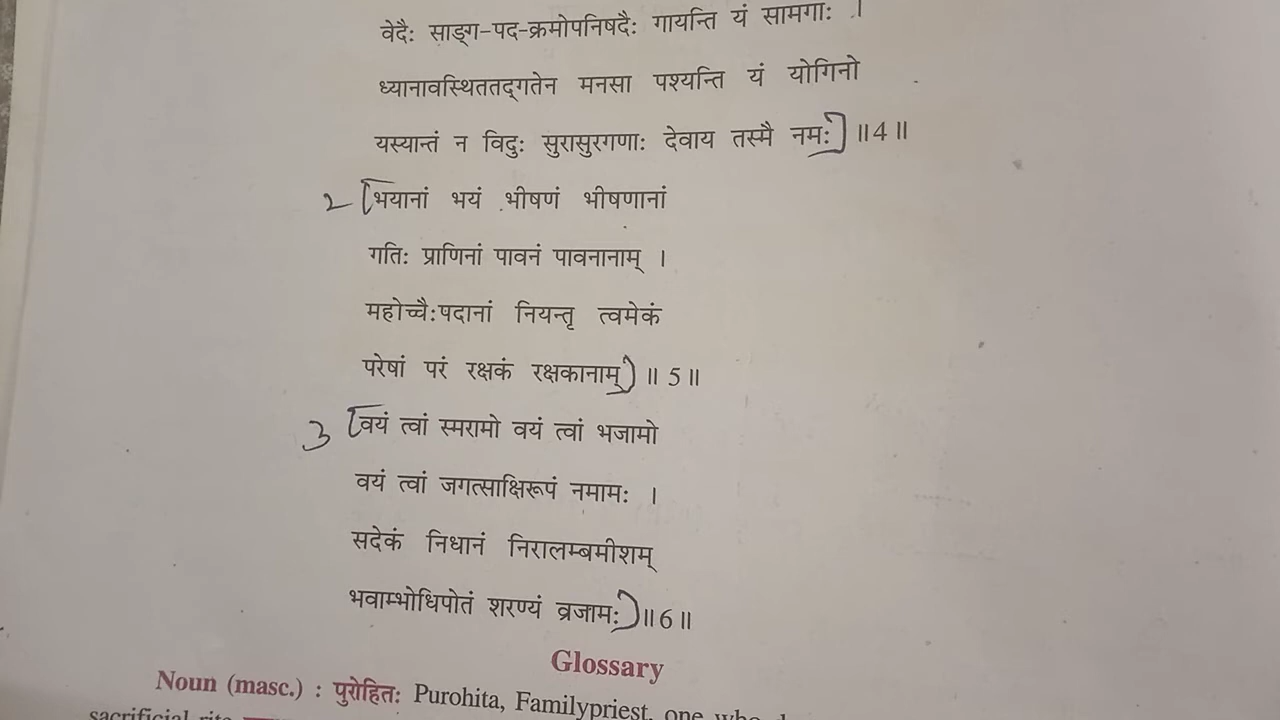 वेदैः साङ्ग-पद-क्रमोपनिषदैः गायन्ति यं सामगाः ।
ध्यानावस्थिततद्गतेन मनसा पश्यन्ति यं योगिनो
यस्यान्तं न विदुः सुरासुरगणाः देवाय तस्मै नमः] ॥4॥
2 [भयानां भयं भीषणं भीषणानां
गतिः प्राणिनां पावनं पावनानाम् ।
महोच्चैःपदानां नियन्तृ त्वमेकं
परेषां परं रक्षकं रक्षकानाम्) ॥ 5॥
3 [वयं त्वां स्मरामो वयं त्वां भजामो
वयं त्वां जगत्साक्षिरूपं नमामः ।
सदेकं निधानं निरालम्बमीशम्
भवाम्भोधिपोतं शरण्यं व्रजामः)॥6॥
Glossary
Noun (masc.) : पुरोहितः Purohita, Familypriest, one who
sacrificial rite